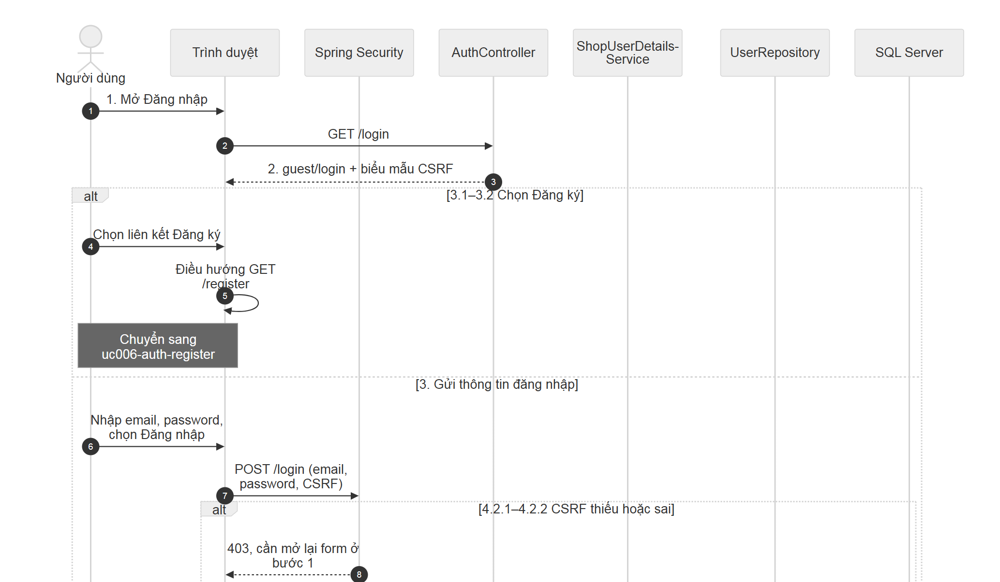 Người dùng
Trình duyệt
Spring Security
AuthController
ShopUserDetails-
Service
UserRepository
SQL Server
1. Mở Đăng nhập
1
GET /login
2
2. guest/login + biểu mẫu CSRF
3
alt
[3.1–3.2 Chọn Đăng ký]
Chọn liên kết Đăng ký
4
Điều hướng GET
/register
5
Chuyển sang
uc006-auth-register
[3. Gửi thông tin đăng nhập]
Nhập email, password,
chọn Đăng nhập
6
POST /login (email,
password, CSRF)
7
alt
[4.2.1–4.2.2 CSRF thiếu hoặc sai]
403, cần mở lại form ở
bước 1
8